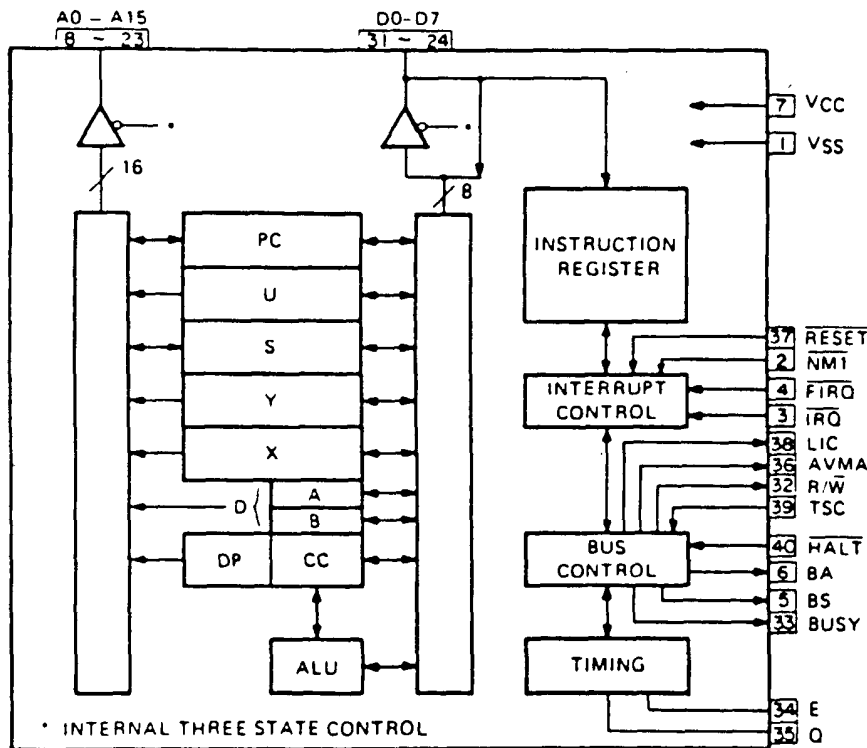 A0 – A15
8 ~ 23
D0-D7
31 ~ 24
7 VCC
1 VSS
*
*
16
8
PC
U
S
Y
X
D
A
B
DP
CC
ALU
INSTRUCTION
REGISTER
INTERRUPT
CONTROL
BUS
CONTROL
TIMING
37 RESET
2 NMI
4 FIRQ
3 IRQ
38 LIC
36 AVMA
32 R/W
39 TSC
40 HALT
6 BA
5 BS
33 BUSY
34 E
35 Q
* INTERNAL THREE STATE CONTROL